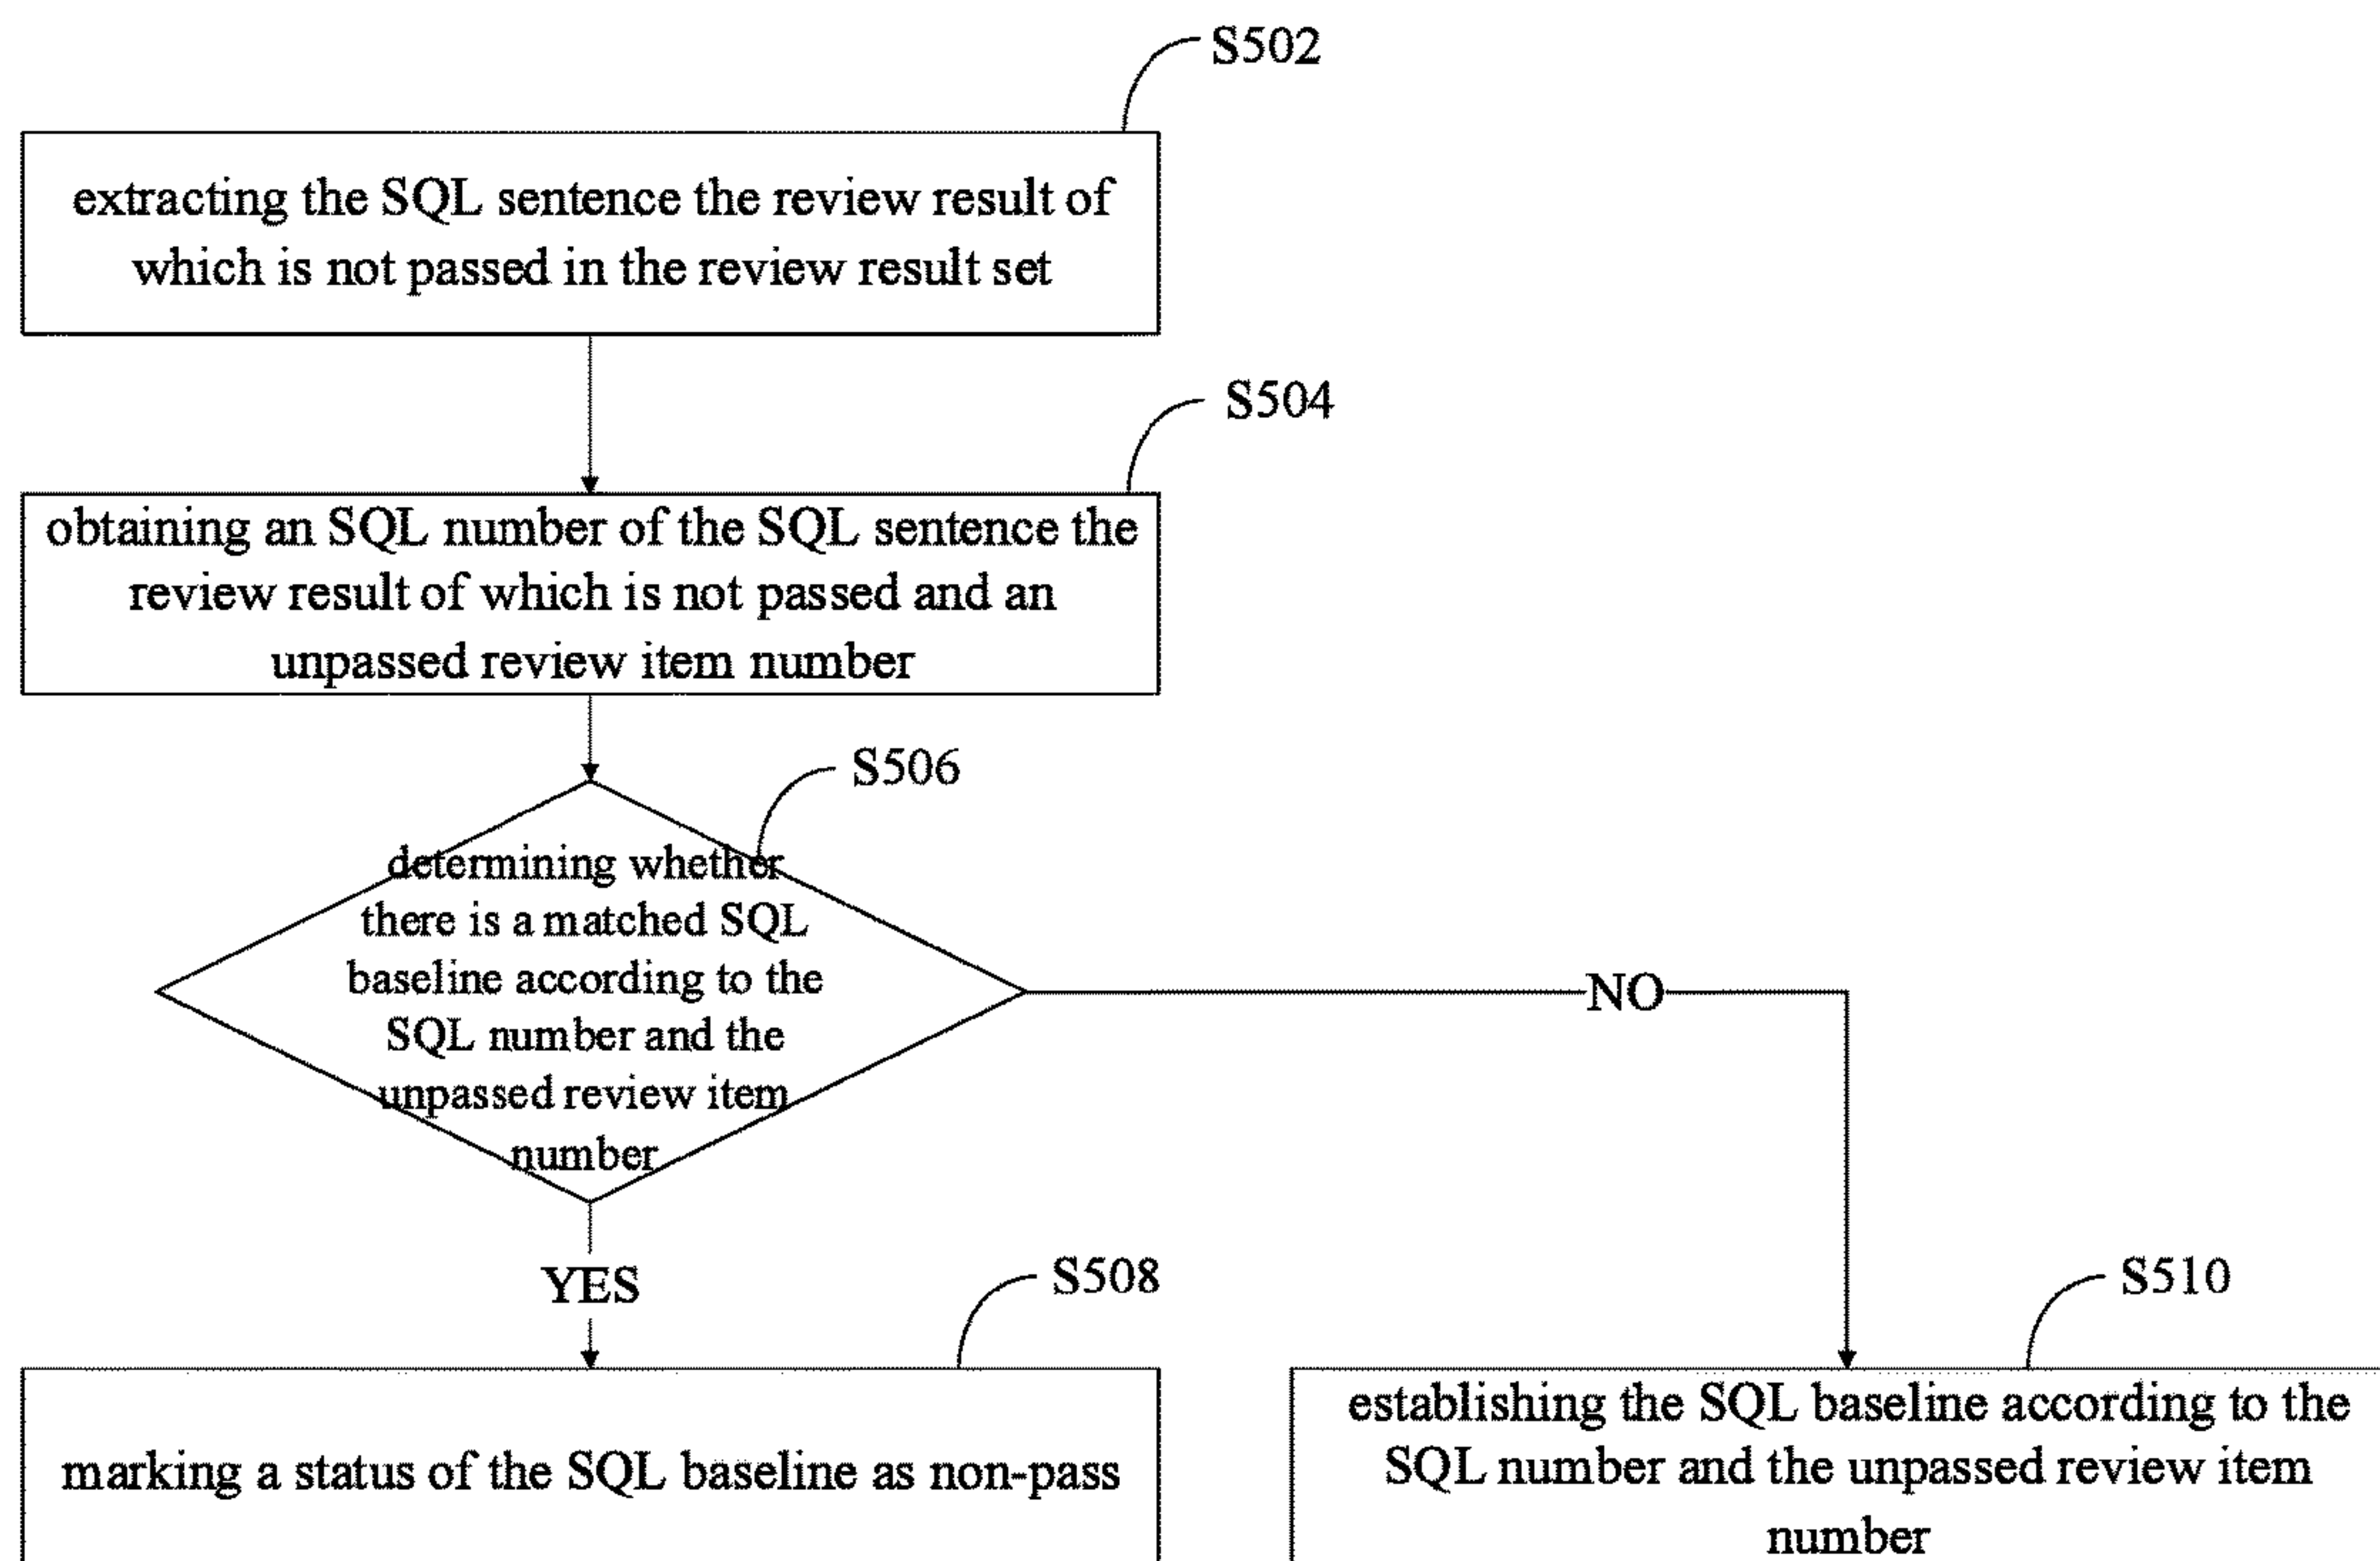 S502
extracting the SQL sentence the review result of
which is not passed in the review result set
S504
obtaining an SQL number of the SQL sentence the
review result of which is not passed and an
unpassed review item number
S506
determining whether
there is a matched SQL
baseline according to the
SQL number and the
unpassed review item
number
NO
YES
S508
marking a status of the SQL baseline as non-pass
S510
establishing the SQL baseline according to the
SQL number and the unpassed review item
number